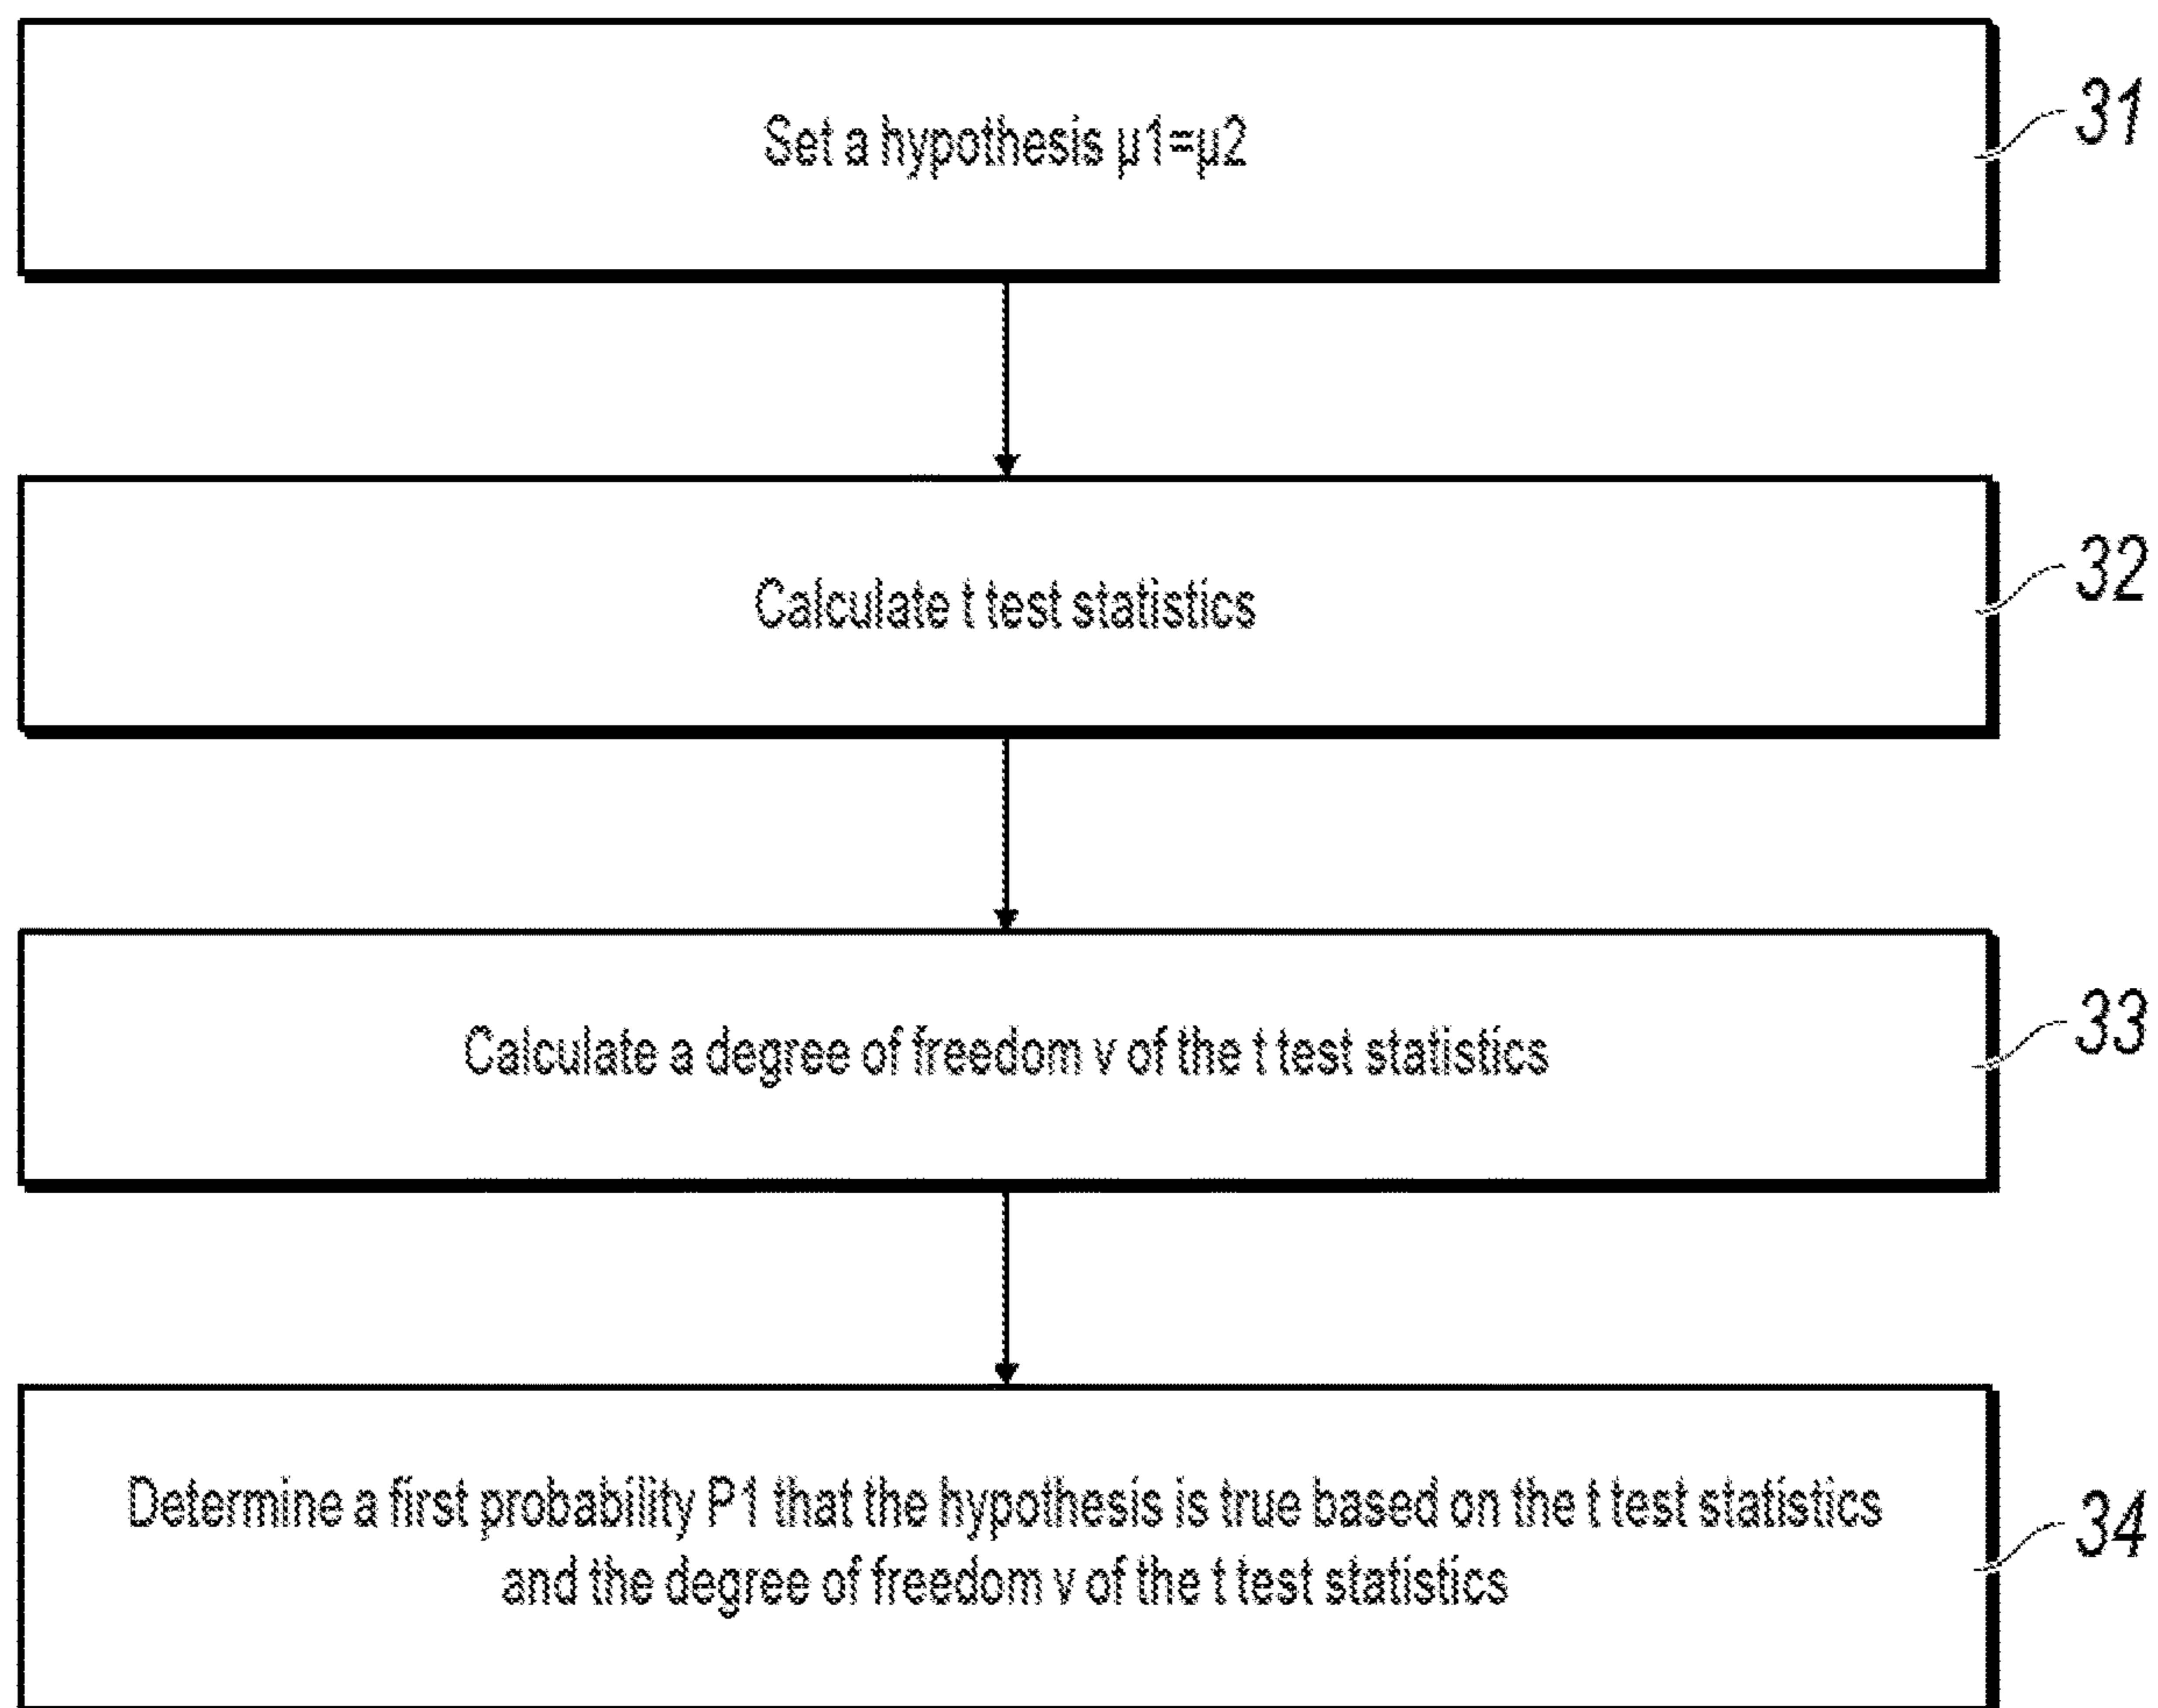 Set a hypothesis μ1=μ2
31
Calculate t test statistics
32
Calculate a degree of freedom v of the t test statistics
33
Determine a first probability P1 that the hypothesis is true based on the t test statistics
and the degree of freedom v of the t test statistics
34